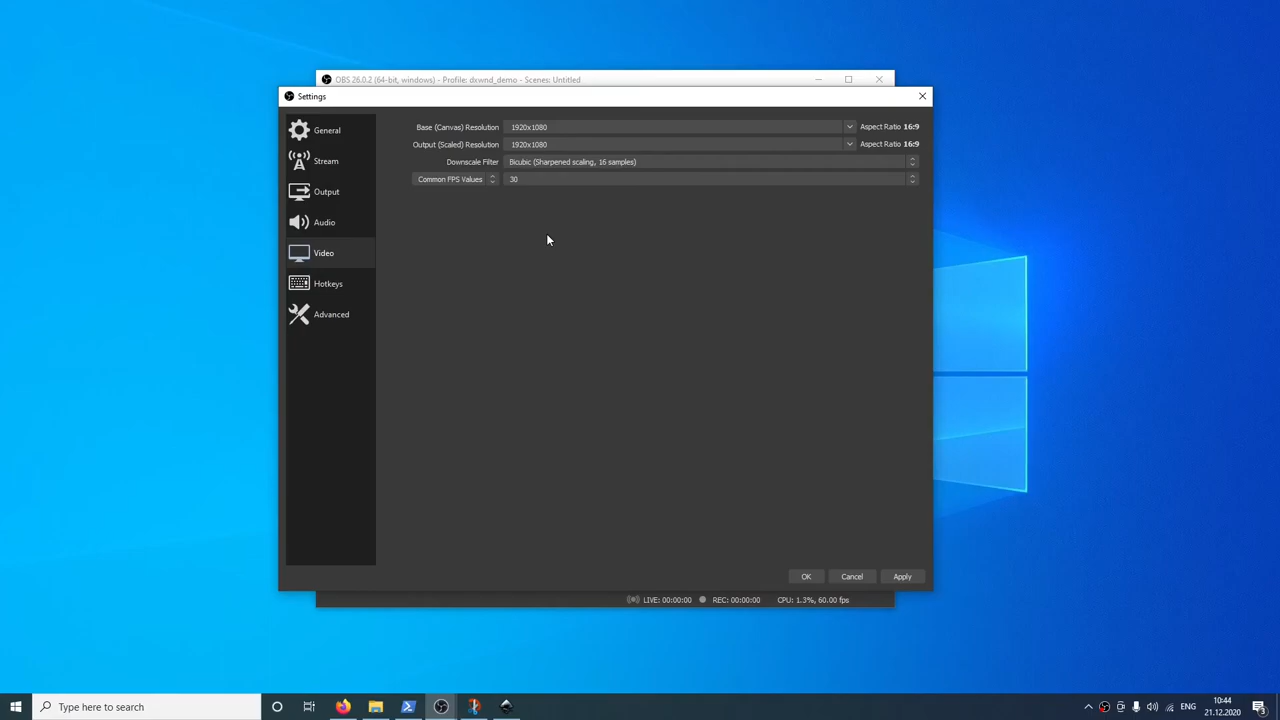 OBS 26.0.2 (64-bit, windows) - Profile: dxwnd_demo - Scenes: Untitled
Settings
General
Stream
Output
Audio
Video
Hotkeys
Advanced
Base (Canvas) Resolution 1920x1080 Aspect Ratio 16:9
Output (Scaled) Resolution 1920x1080 Aspect Ratio 16:9
Downscale Filter Bicubic (Sharpened scaling, 16 samples)
Common FPS Values 30
OK Cancel Apply
LIVE: 00:00:00 REC: 00:00:00 CPU: 1.3%, 60.00 fps
Type here to search
ENG
10:44
21.12.2020